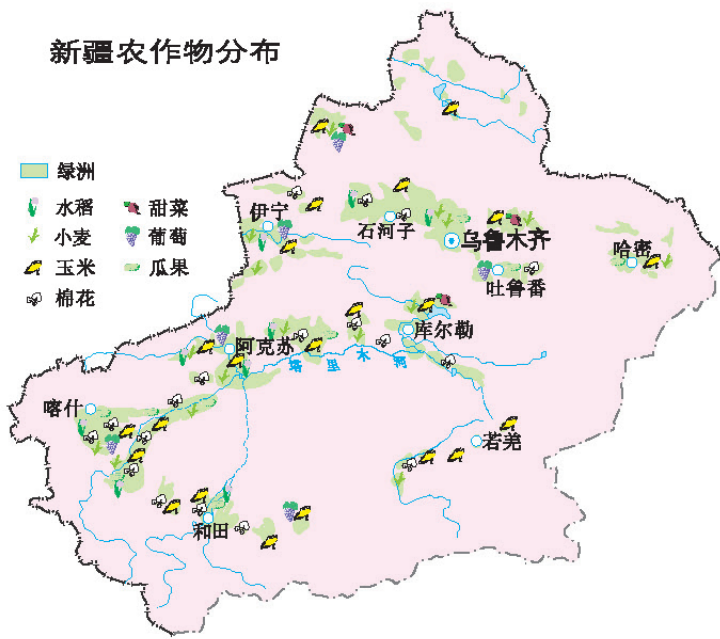 新疆农作物分布
绿洲
水稻
甜菜
小麦
葡萄
玉米
瓜果
棉花
伊宁
石河子
乌鲁木齐
吐鲁番
哈密
阿克苏
库尔勒
塔里木河
喀什
若羌
和田